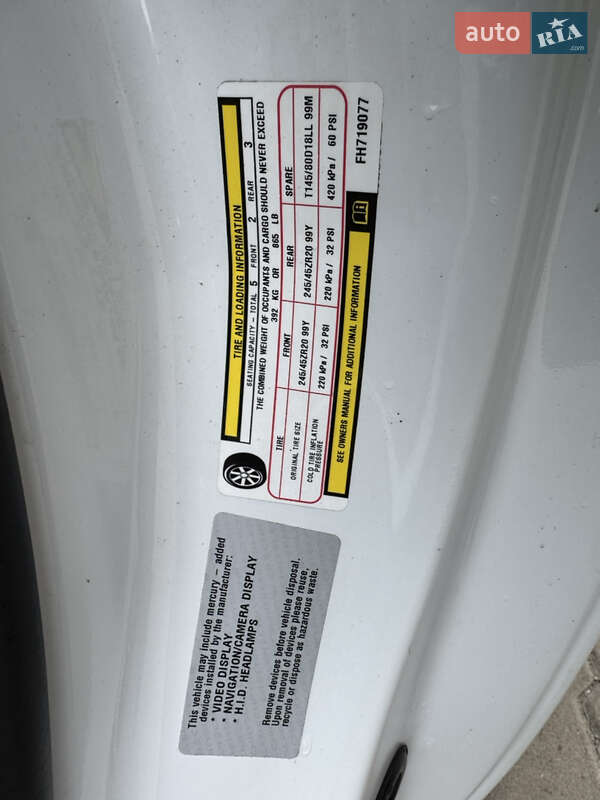 auto RIA .com
TIRE AND LOADING INFORMATION
SEATING CAPACITY - TOTAL 5 FRONT 2 REAR 3
THE COMBINED WEIGHT OF OCCUPANTS AND CARGO SHOULD NEVER EXCEED
392 KG OR 865 LB
TIRE FRONT REAR SPARE
ORIGINAL TIRE SIZE 245/45ZR20 99Y 245/45ZR20 99Y T145/80D18LL 99M
COLD TIRE INFLATION
PRESSURE 220 kPa / 32 PSI 220 kPa / 32 PSI 420 kPa / 60 PSI
SEE OWNERS MANUAL FOR ADDITIONAL INFORMATION
FH719077
This vehicle may include mercury - added
devices installed by the manufacturer:
* VIDEO DISPLAY
* NAVIGATION/CAMERA DISPLAY
* H.I.D. HEADLAMPS
Remove devices before vehicle disposal.
Upon removal of devices please reuse,
recycle or dispose as hazardous waste.